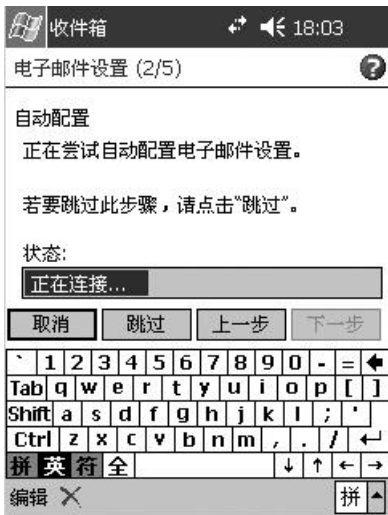 收件箱 18:03
电子邮件设置 (2/5) ?
自动配置
正在尝试自动配置电子邮件设置。
若要跳过此步骤，请点击"跳过"。
状态:
正在连接...
取消 跳过 上一步 下一步
` 1 2 3 4 5 6 7 8 9 0 - =
Tab q w e r t y u i o p [ ]
Shift a s d f g h j k l ; '
Ctrl z x c v b n m , . /
拼 英 符 全
编辑 拼